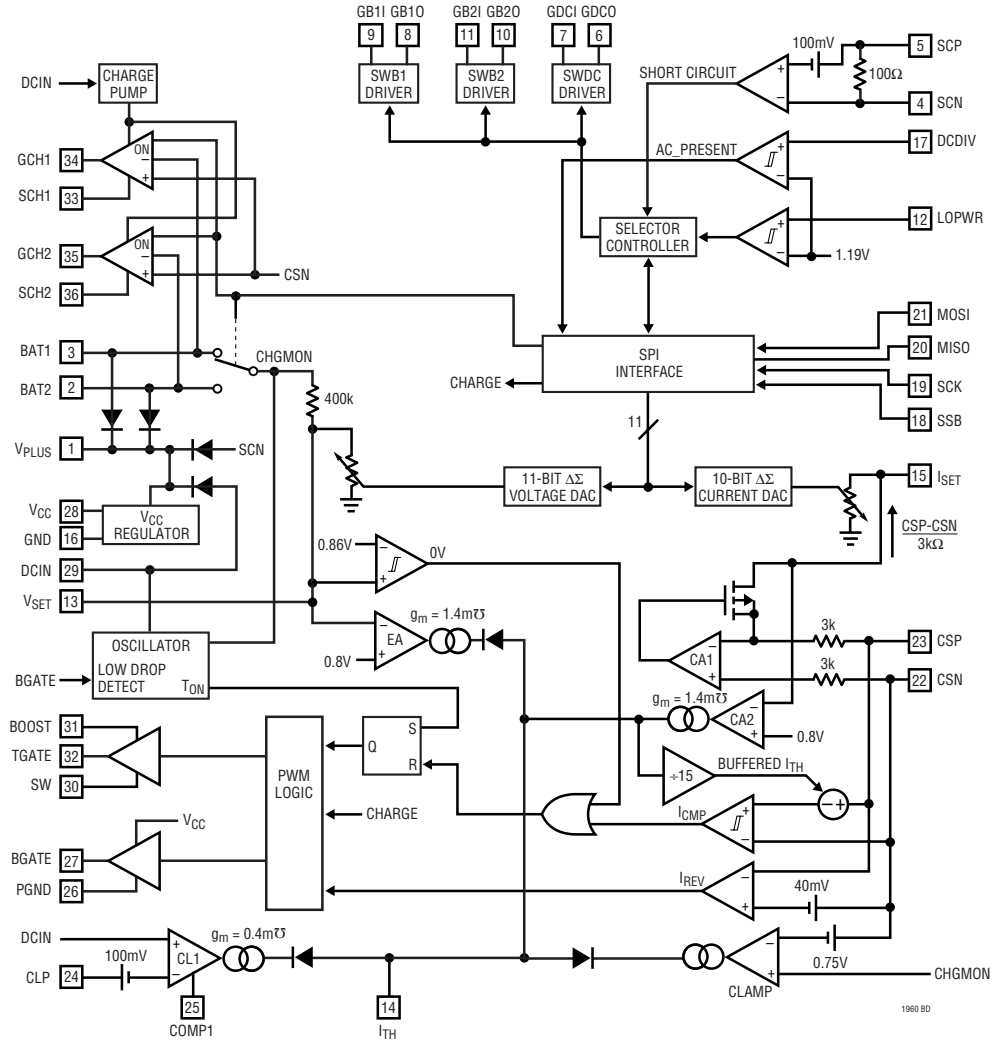 GB1I GB1O GB2I GB2O GDCI GDCO
9 8 11 10 7 6
SWB1 DRIVER
SWB2 DRIVER
SWDC DRIVER
DCIN
CHARGE PUMP
SHORT CIRCUIT
100mV
+
−
100Ω
5 SCP
4 SCN
GCH1 34
ON
−
+
SCH1 33
AC_PRESENT
+
−
17 DCDIV
GCH2 35
ON
−
+
SCH2 36
CSN
SELECTOR CONTROLLER
+
−
12 LOPWR
1.19V
BAT1 3
BAT2 2
CHGMON
400k
CHARGE
SPI INTERFACE
21 MOSI
20 MISO
19 SCK
18 SSB
11
VPLUS 1
SCN
VCC 28
GND 16
VCC REGULATOR
DCIN 29
VSET 13
11-BIT ΔΣ VOLTAGE DAC
10-BIT ΔΣ CURRENT DAC
15 ISET
CSP-CSN
3kΩ
0.86V
−
+
0V
gm = 1.4m℧
−
EA
+
0.8V
OSCILLATOR
LOW DROP DETECT
TON
BGATE
CA1
−
+
3k
3k
23 CSP
22 CSN
gm = 1.4m℧
CA2
−
+
0.8V
BOOST 31
TGATE 32
SW 30
PWM LOGIC
Q
S
R
÷15
BUFFERED ITH
− +
CHARGE
ICMP
+
−
VCC
BGATE 27
PGND 26
IREV
−
+
40mV
DCIN
CLP 24
100mV
+
CL1
−
gm = 0.4m℧
25
COMP1
14
ITH
−
+
CLAMP
0.75V
CHGMON
1960 BD